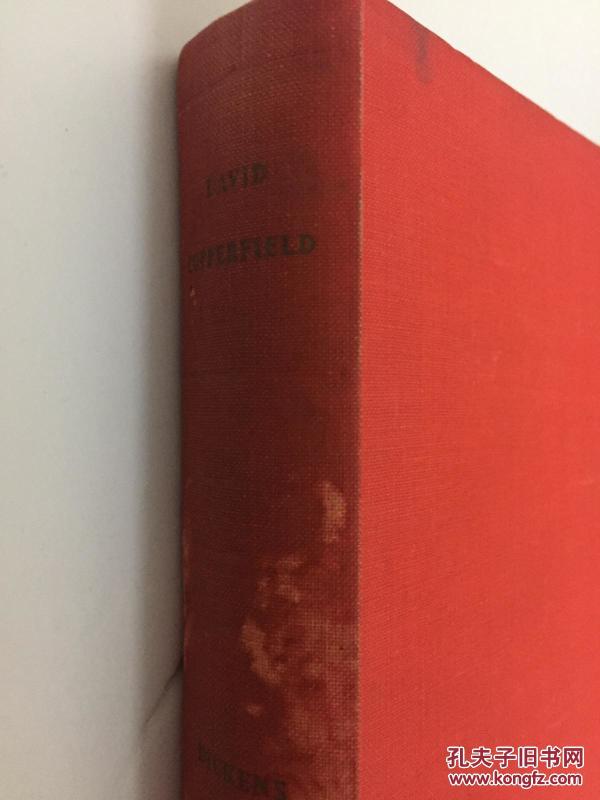 DAVID
COPPERFIELD
DICKENS
孔夫子旧书网
www.kongfz.com